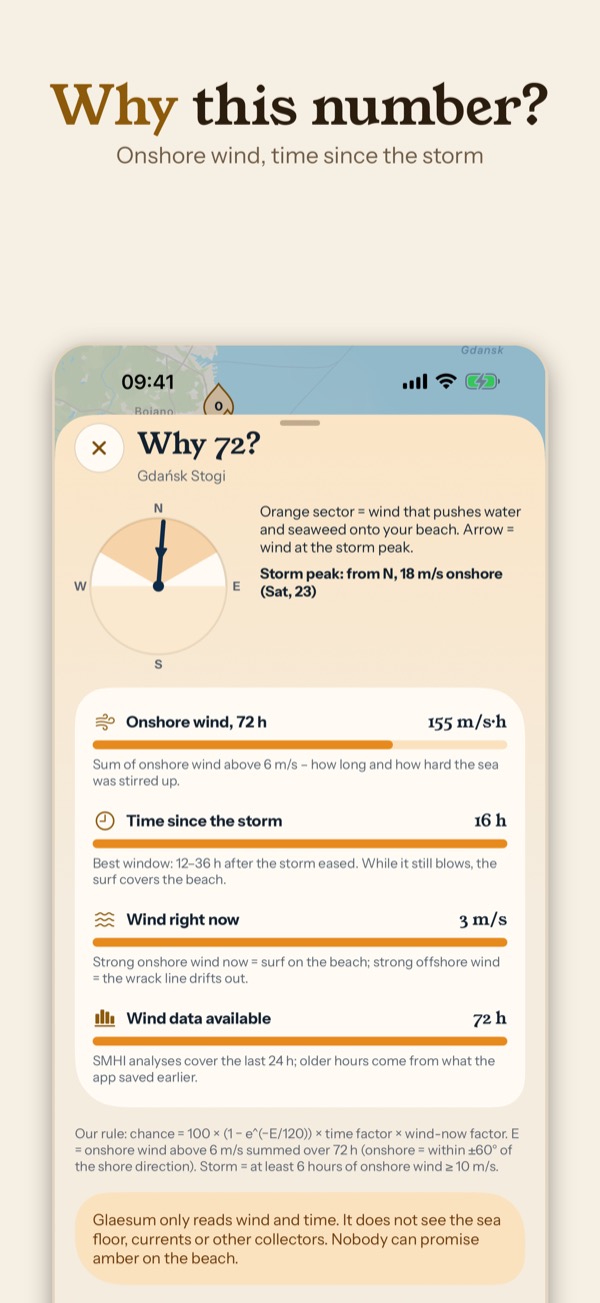 Why this number?
Onshore wind, time since the storm
Gdansk
09:41
Bojano
0
Why 72?
Gdańsk Stogi
N
W
E
S
Orange sector = wind that pushes water
and seaweed onto your beach. Arrow =
wind at the storm peak.
Storm peak: from N, 18 m/s onshore
(Sat, 23)
Onshore wind, 72 h
155 m/s·h
Sum of onshore wind above 6 m/s – how long and how hard the sea
was stirred up.
Time since the storm
16 h
Best window: 12–36 h after the storm eased. While it still blows, the
surf covers the beach.
Wind right now
3 m/s
Strong onshore wind now = surf on the beach; strong offshore wind
= the wrack line drifts out.
Wind data available
72 h
SMHI analyses cover the last 24 h; older hours come from what the
app saved earlier.
Our rule: chance = 100 × (1 − e^(−E/120)) × time factor × wind-now factor. E
= onshore wind above 6 m/s summed over 72 h (onshore = within ±60° of
the shore direction). Storm = at least 6 hours of onshore wind ≥ 10 m/s.
Glaesum only reads wind and time. It does not see the sea
floor, currents or other collectors. Nobody can promise
amber on the beach.